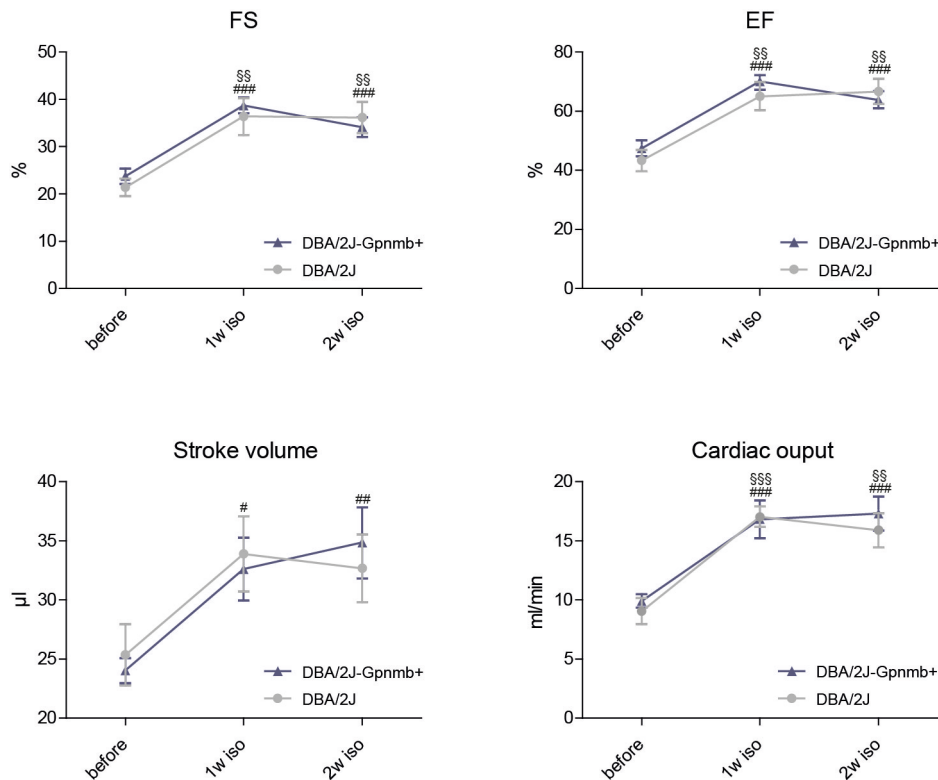 FS
50
40
30
20
10
0
%
§§
###
§§
###
DBA/2J-Gpnmb+
DBA/2J
before
1w iso
2w iso
EF
80
60
40
20
0
%
§§
###
§§
###
DBA/2J-Gpnmb+
DBA/2J
before
1w iso
2w iso
Stroke volume
40
35
30
25
20
µl
#
##
DBA/2J-Gpnmb+
DBA/2J
before
1w iso
2w iso
Cardiac ouput
20
15
10
5
0
ml/min
§§§
###
§§
###
DBA/2J-Gpnmb+
DBA/2J
before
1w iso
2w iso